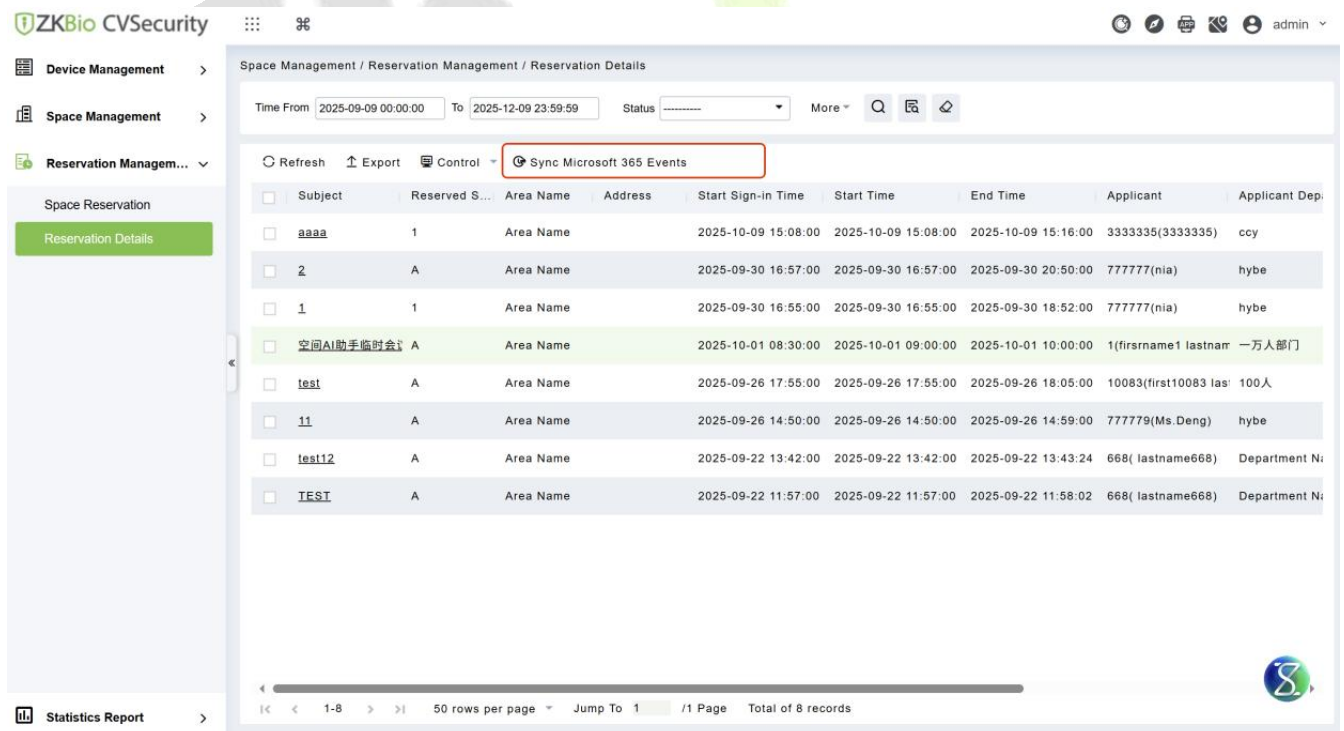 ZKBio CVSecurity
admin
Device Management
Space Management
Reservation Managem...
Space Reservation
Reservation Details
Statistics Report
Space Management / Reservation Management / Reservation Details
Time From 2025-09-09 00:00:00 To 2025-12-09 23:59:59 Status ---------- More
Refresh Export Control Sync Microsoft 365 Events
Subject Reserved S... Area Name Address Start Sign-in Time Start Time End Time Applicant Applicant Dep
aaaa 1 Area Name 2025-10-09 15:08:00 2025-10-09 15:08:00 2025-10-09 15:16:00 3333335(3333335) ccy
2 A Area Name 2025-09-30 16:57:00 2025-09-30 16:57:00 2025-09-30 20:50:00 777777(nia) hybe
1 1 Area Name 2025-09-30 16:55:00 2025-09-30 16:55:00 2025-09-30 18:52:00 777777(nia) hybe
空间AI助手临时会 A Area Name 2025-10-01 08:30:00 2025-10-01 09:00:00 2025-10-01 10:00:00 1(firsrname1 lastnam 一万人部门
test A Area Name 2025-09-26 17:55:00 2025-09-26 17:55:00 2025-09-26 18:05:00 10083(first10083 las 100人
11 A Area Name 2025-09-26 14:50:00 2025-09-26 14:50:00 2025-09-26 14:59:00 777779(Ms.Deng) hybe
test12 A Area Name 2025-09-22 13:42:00 2025-09-22 13:42:00 2025-09-22 13:43:24 668( lastname668) Department Na
TEST A Area Name 2025-09-22 11:57:00 2025-09-22 11:57:00 2025-09-22 11:58:02 668( lastname668) Department Na
1-8 50 rows per page Jump To 1 /1 Page Total of 8 records